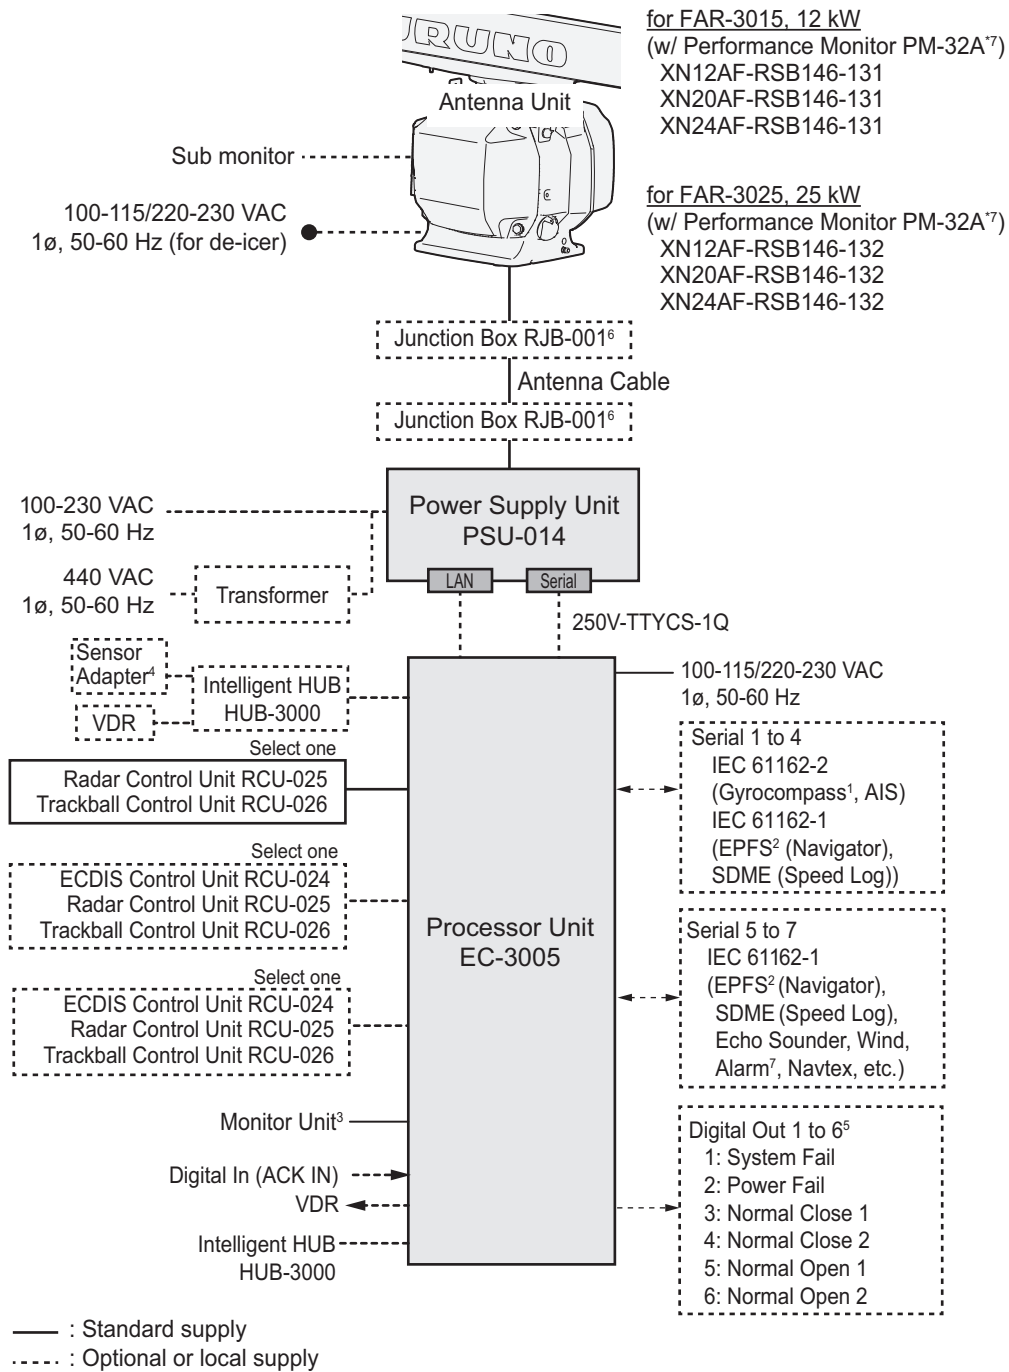 for FAR-3015, 12 kW
(w/ Performance Monitor PM-32A*7)
XN12AF-RSB146-131
XN20AF-RSB146-131
XN24AF-RSB146-131
URUNO
Antenna Unit
Sub monitor
100-115/220-230 VAC
1ø, 50-60 Hz (for de-icer)
for FAR-3025, 25 kW
(w/ Performance Monitor PM-32A*7)
XN12AF-RSB146-132
XN20AF-RSB146-132
XN24AF-RSB146-132
Junction Box RJB-001⁶
Antenna Cable
Junction Box RJB-001⁶
100-230 VAC
1ø, 50-60 Hz
Power Supply Unit
PSU-014
440 VAC
1ø, 50-60 Hz
Transformer
LAN
Serial
250V-TTYCS-1Q
Sensor
Adapter⁴
VDR
Intelligent HUB
HUB-3000
100-115/220-230 VAC
1ø, 50-60 Hz
Select one
Radar Control Unit RCU-025
Trackball Control Unit RCU-026
Select one
ECDIS Control Unit RCU-024
Radar Control Unit RCU-025
Trackball Control Unit RCU-026
Select one
ECDIS Control Unit RCU-024
Radar Control Unit RCU-025
Trackball Control Unit RCU-026
Processor Unit
EC-3005
Serial 1 to 4
IEC 61162-2
(Gyrocompass¹, AIS)
IEC 61162-1
(EPFS² (Navigator),
SDME (Speed Log))
Serial 5 to 7
IEC 61162-1
(EPFS² (Navigator),
SDME (Speed Log),
Echo Sounder, Wind,
Alarm⁷, Navtex, etc.)
Monitor Unit³
Digital In (ACK IN)
VDR
Intelligent HUB
HUB-3000
Digital Out 1 to 6⁵
1: System Fail
2: Power Fail
3: Normal Close 1
4: Normal Close 2
5: Normal Open 1
6: Normal Open 2
: Standard supply
: Optional or local supply